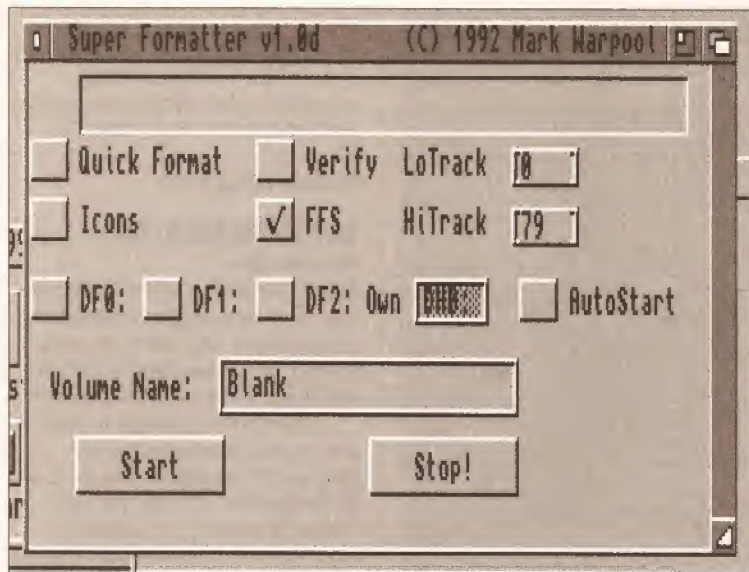 Super Formatter v1.0d (C) 1992 Mark Warpool
Quick Format Verify LoTrack 0
Icons √ FFS HiTrack 79
DF0: DF1: DF2: Own AutoStart
Volume Name: Blank
Start Stop!